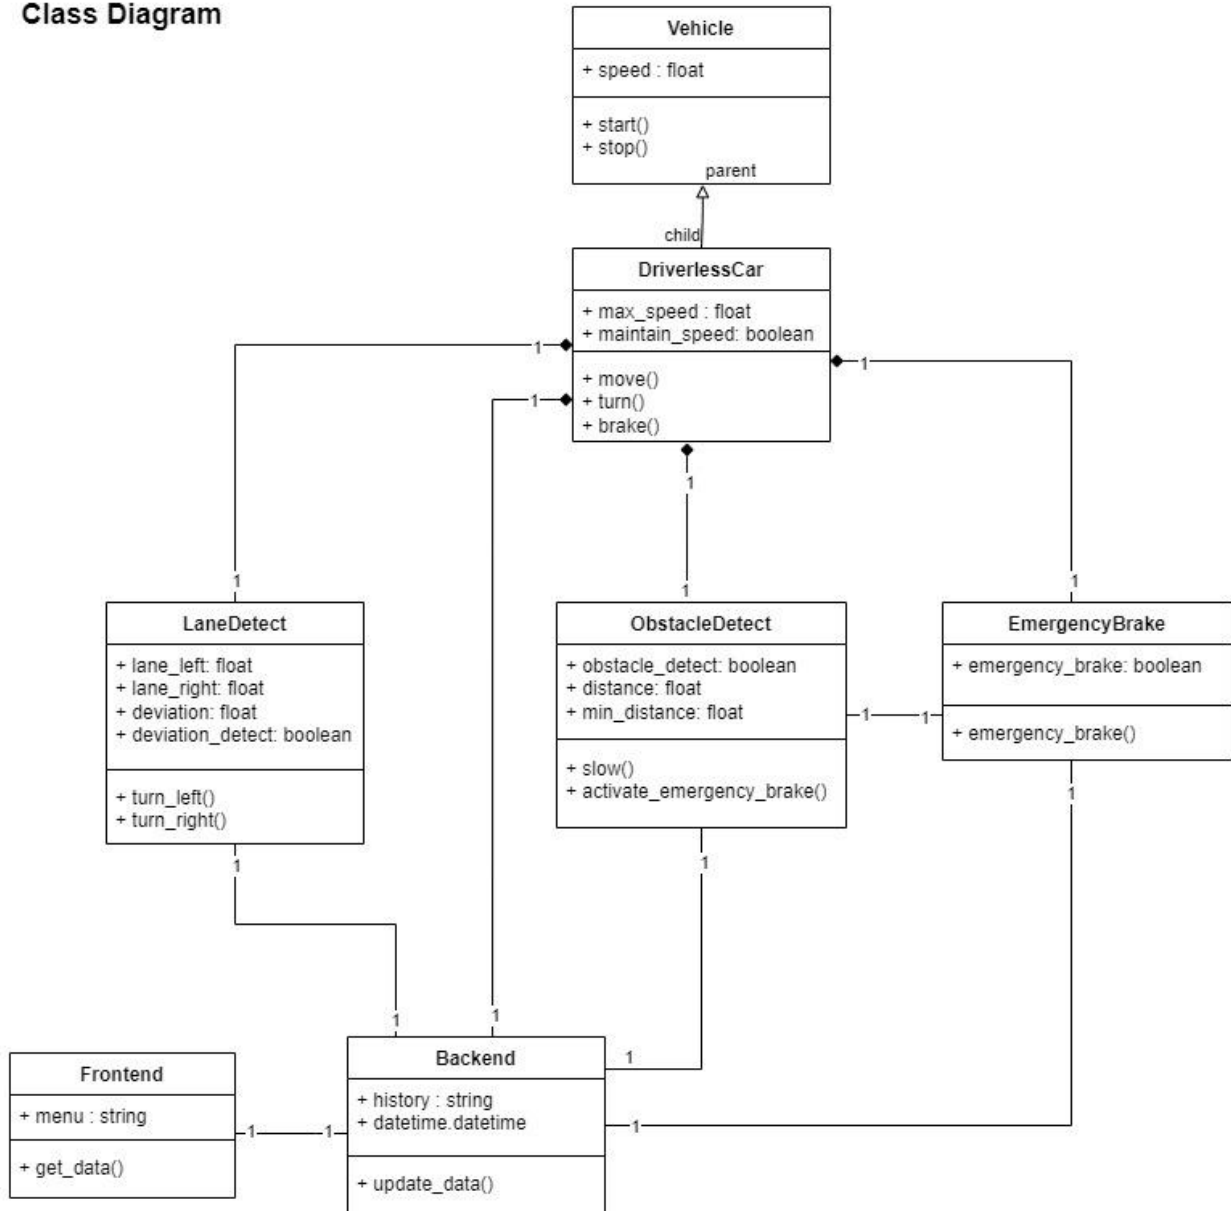 Class Diagram
Vehicle
+ speed : float
+ start()
+ stop()
parent
child
DriverlessCar
+ max_speed : float
+ maintain_speed: boolean
+ move()
+ turn()
+ brake()
1
1
1
1
1
1
1
LaneDetect
+ lane_left: float
+ lane_right: float
+ deviation: float
+ deviation_detect: boolean
+ turn_left()
+ turn_right()
1
ObstacleDetect
+ obstacle_detect: boolean
+ distance: float
+ min_distance: float
+ slow()
+ activate_emergency_brake()
1
1
1
EmergencyBrake
+ emergency_brake: boolean
+ emergency_brake()
1
1
1
Frontend
+ menu : string
+ get_data()
1
1
Backend
+ history : string
+ datetime.datetime
+ update_data()
1
1